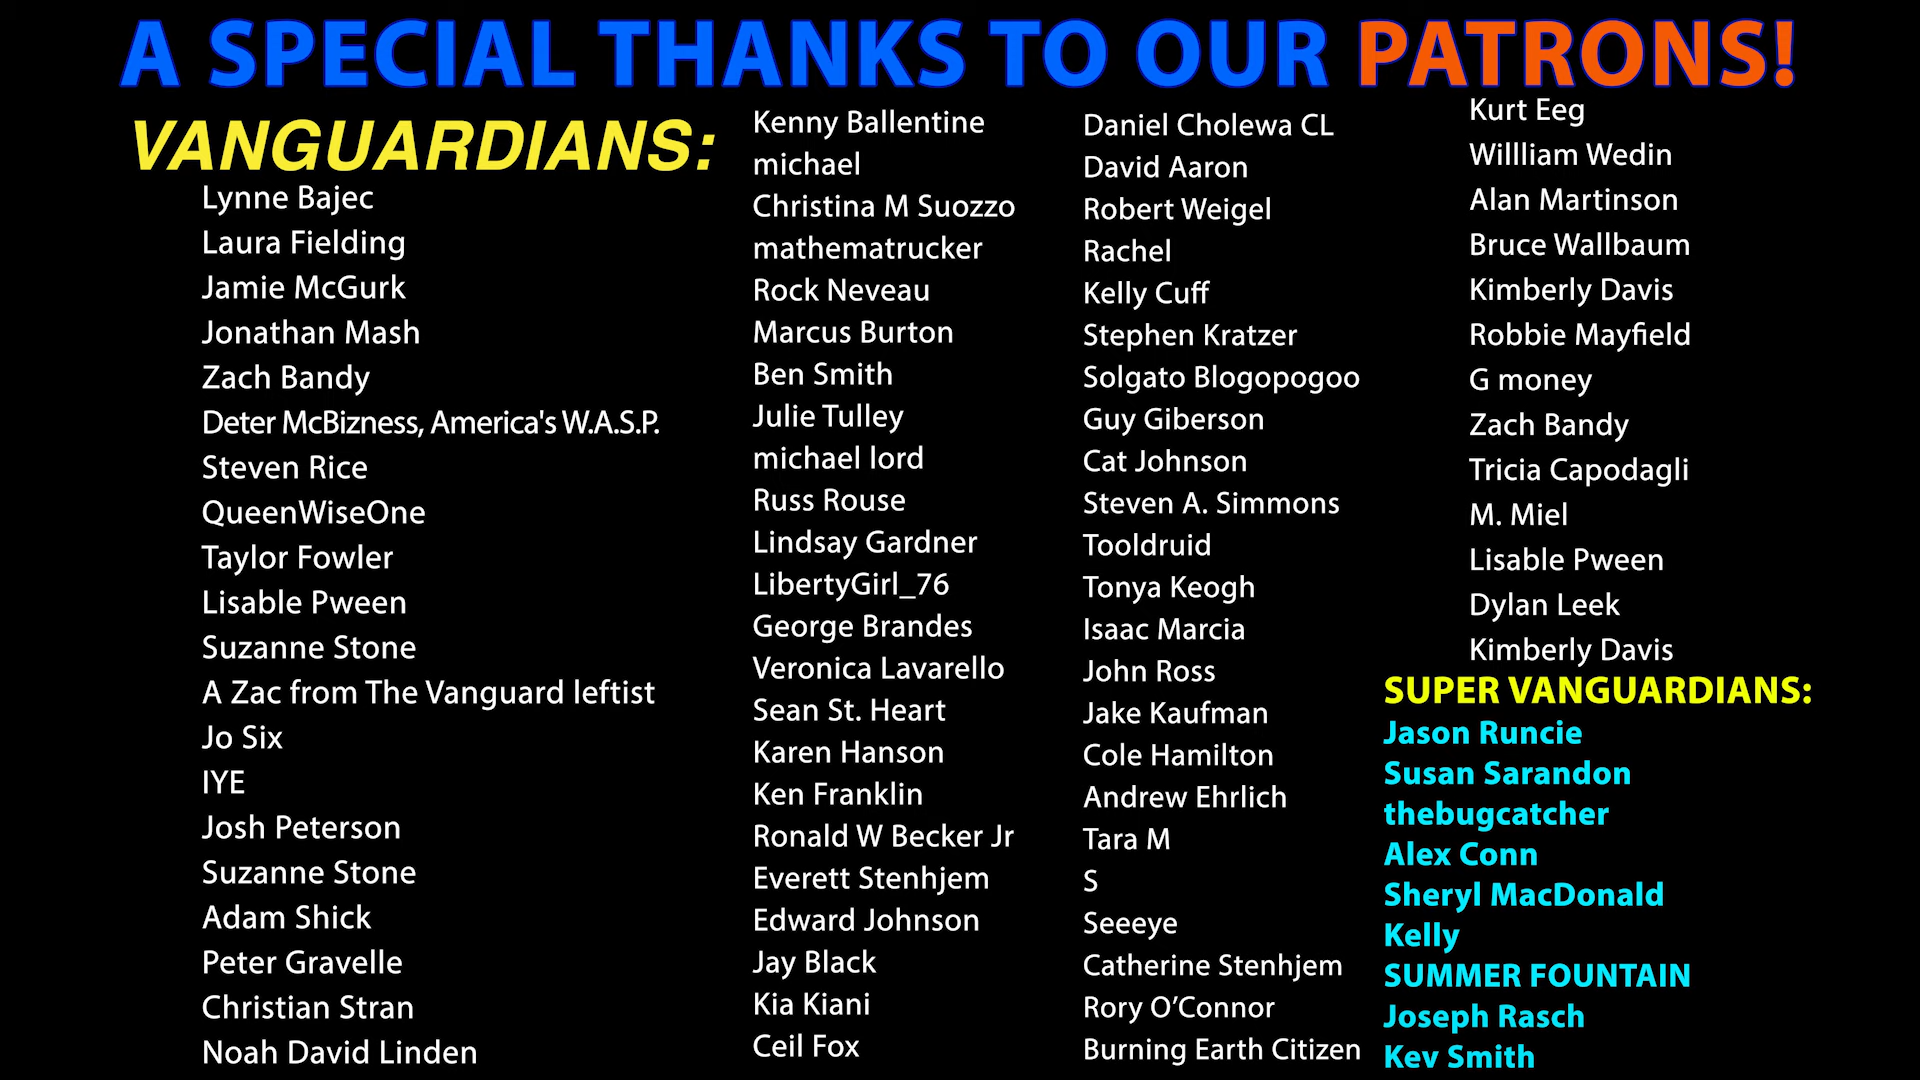 A SPECIAL THANKS TO OUR PATRONS!
VANGUARDIANS:
Lynne Bajec
Laura Fielding
Jamie McGurk
Jonathan Mash
Zach Bandy
Deter McBizness, America's W.A.S.P.
Steven Rice
QueenWiseOne
Taylor Fowler
Lisable Pween
Suzanne Stone
A Zac from The Vanguard leftist
Jo Six
IYE
Josh Peterson
Suzanne Stone
Adam Shick
Peter Gravelle
Christian Stran
Noah David Linden
Kenny Ballentine
michael
Christina M Suozzo
mathematrucker
Rock Neveau
Marcus Burton
Ben Smith
Julie Tulley
michael lord
Russ Rouse
Lindsay Gardner
LibertyGirl_76
George Brandes
Veronica Lavarello
Sean St. Heart
Karen Hanson
Ken Franklin
Ronald W Becker Jr
Everett Stenhjem
Edward Johnson
Jay Black
Kia Kiani
Ceil Fox
Daniel Cholewa CL
David Aaron
Robert Weigel
Rachel
Kelly Cuff
Stephen Kratzer
Solgato Blogopogoo
Guy Giberson
Cat Johnson
Steven A. Simmons
Tooldruid
Tonya Keogh
Isaac Marcia
John Ross
Jake Kaufman
Cole Hamilton
Andrew Ehrlich
Tara M
S
Seeeye
Catherine Stenhjem
Rory O’Connor
Burning Earth Citizen
Kurt Eeg
Willliam Wedin
Alan Martinson
Bruce Wallbaum
Kimberly Davis
Robbie Mayfield
G money
Zach Bandy
Tricia Capodagli
M. Miel
Lisable Pween
Dylan Leek
Kimberly Davis
SUPER VANGUARDIANS:
Jason Runcie
Susan Sarandon
thebugcatcher
Alex Conn
Sheryl MacDonald
Kelly
SUMMER FOUNTAIN
Joseph Rasch
Kev Smith